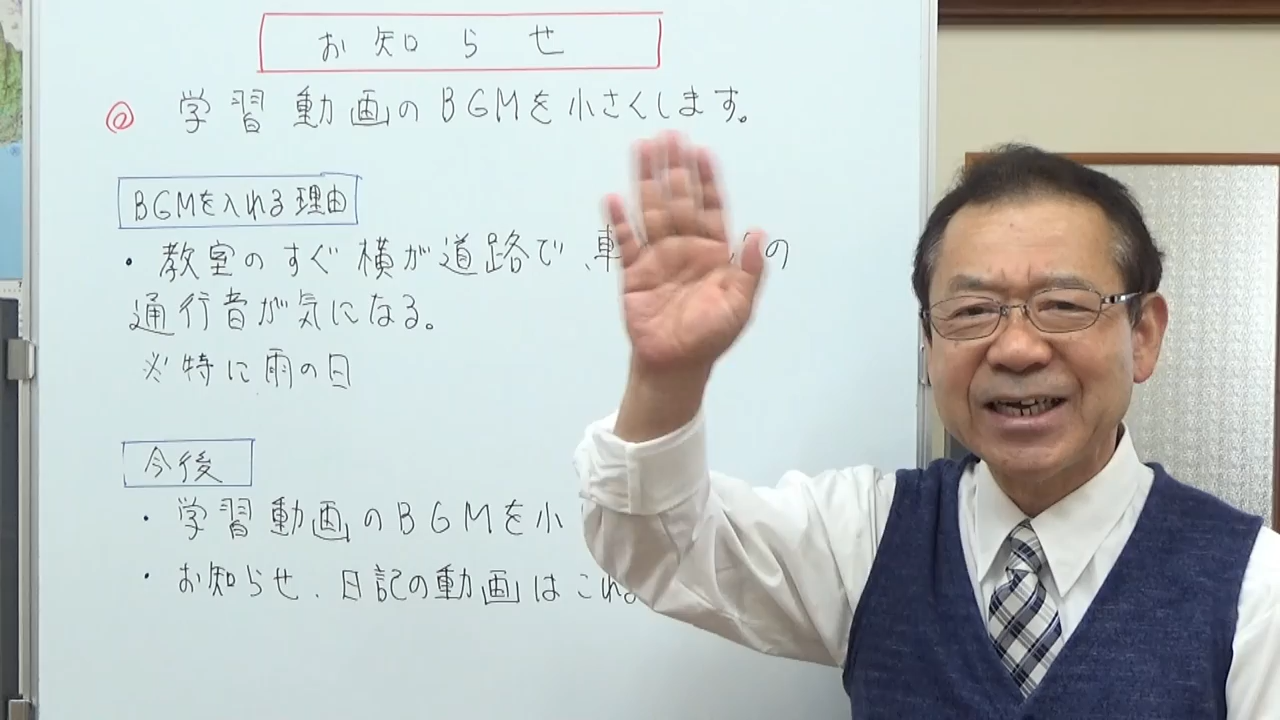 お知らせ
◎ 学習動画のBGMを小さくします。
BGMを入れる理由
・教室のすぐ横が道路で、車 の
通行音が気になる。
※特に雨の日
今後
・学習動画のBGMを小
・お知らせ、日記の動画はこれ